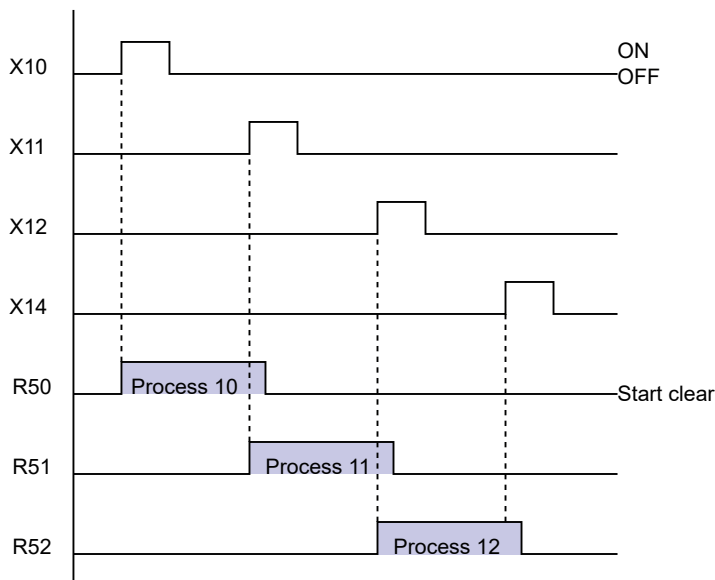 X10
ON
OFF
X11
X12
X14
R50
Process 10
Start clear
R51
Process 11
R52
Process 12